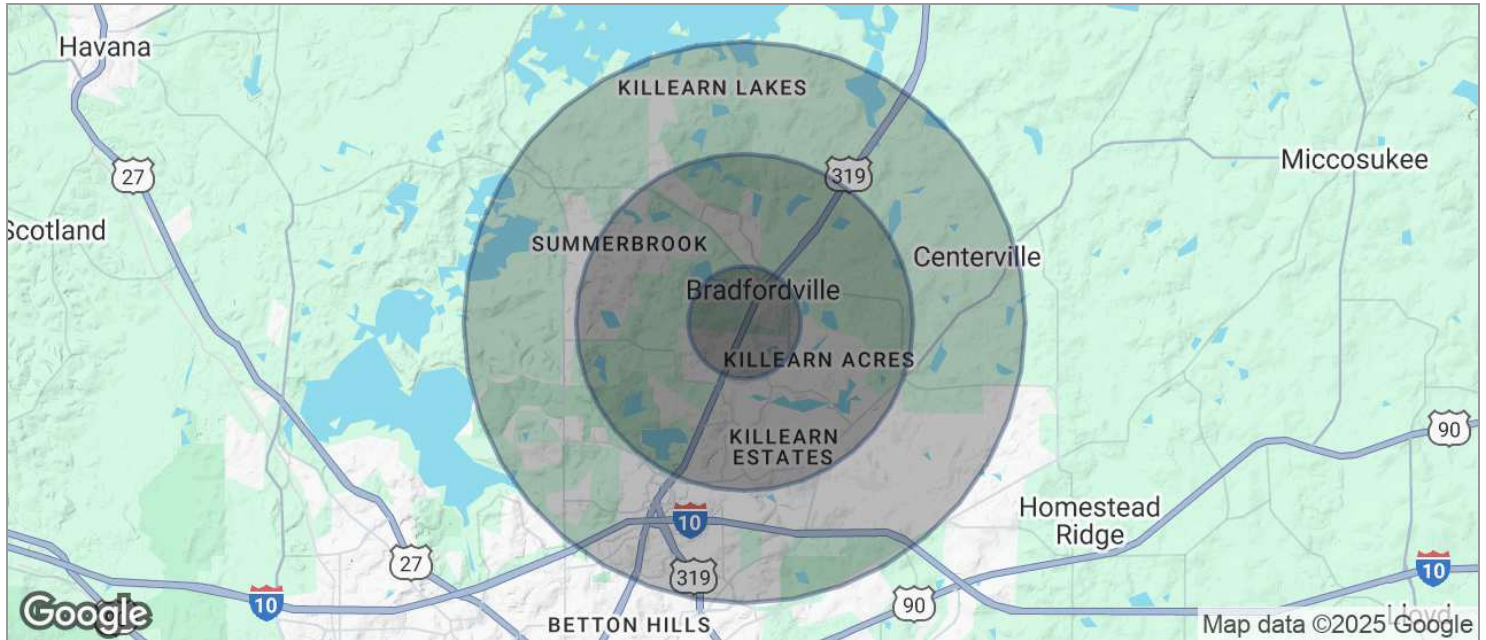 Havana
KILLEARN LAKES
27
319
Miccosukee
Scotland
SUMMERBROOK
Centerville
Bradfordville
KILLEARN ACRES
90
KILLEARN
ESTATES
Homestead
Ridge
10
27
319
10
10
90
BETTON HILLS
Google
Map data ©2025 Google
Lloyd